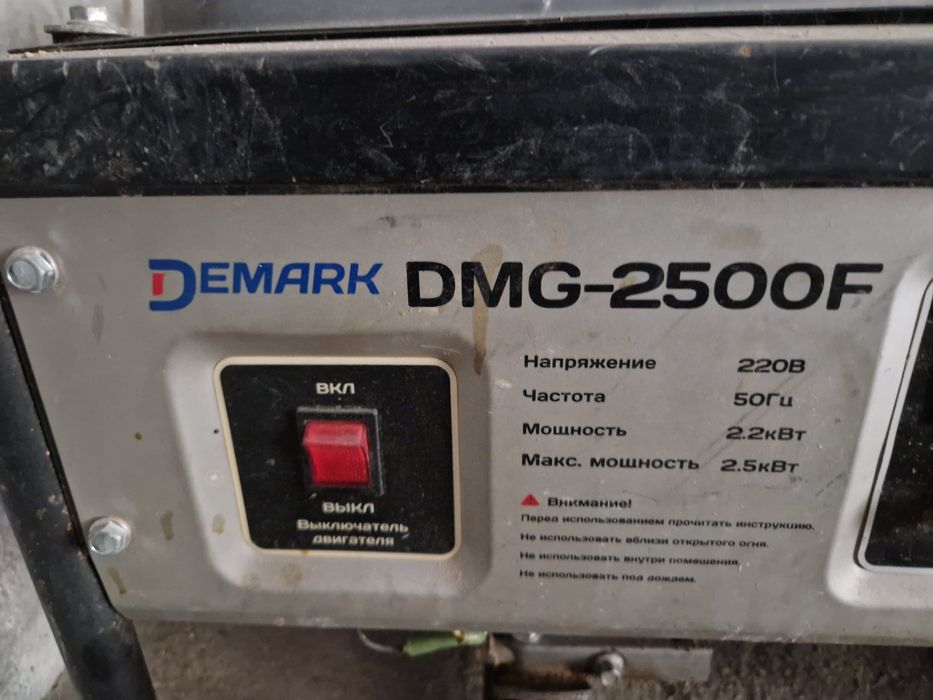 DEMARK DMG-2500F
Напряжение 220В
Частота 50Гц
Мощность 2.2кВт
Макс. мощность 2.5кВт
Внимание!
Перед использованием прочитать инструкцию.
Не использовать вблизи открытого огня.
Не использовать внутри помещения,
Не использовать под дождем.
ВКЛ
ВЫКЛ
Выключатель
двигателя